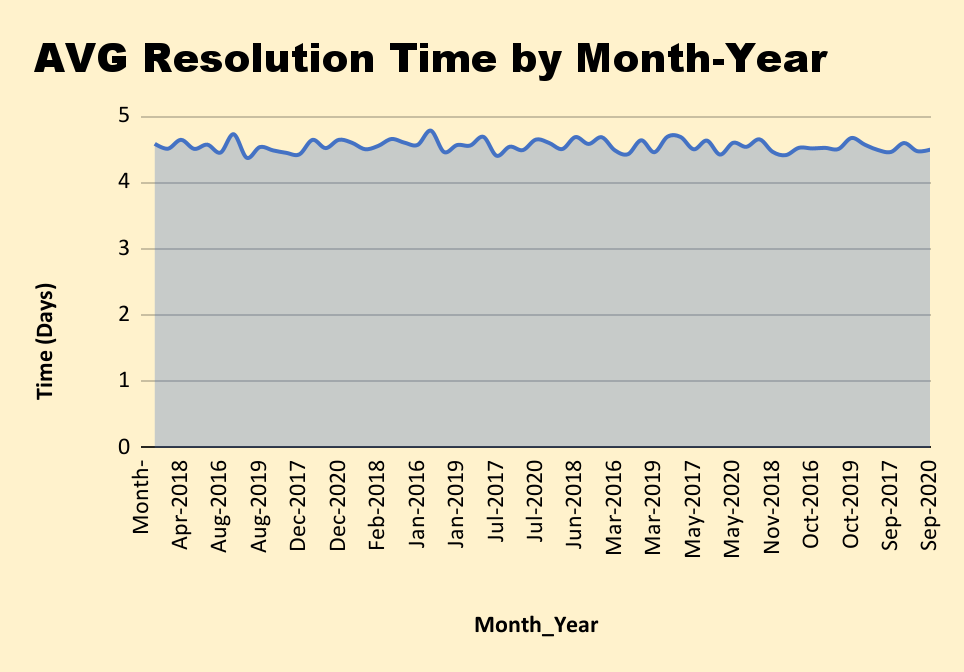 AVG Resolution Time by Month-Year
5
4
3
2
1
0
Time (Days)
Month-
Apr-2018
Aug-2016
Aug-2019
Dec-2017
Dec-2020
Feb-2018
Jan-2016
Jan-2019
Jul-2017
Jul-2020
Jun-2018
Mar-2016
Mar-2019
May-2017
May-2020
Nov-2018
Oct-2016
Oct-2019
Sep-2017
Sep-2020
Month_Year